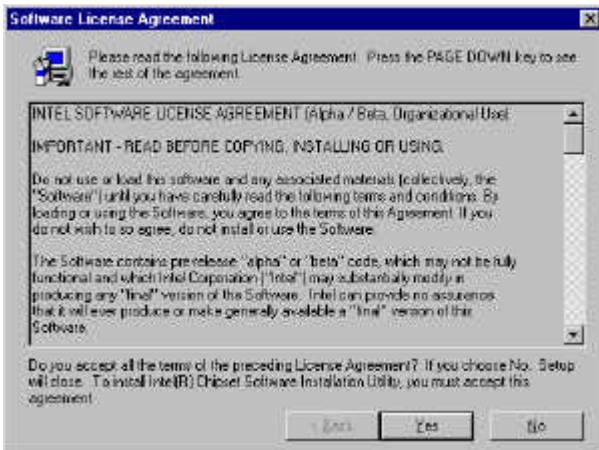 Software License Agreement
Please read the following License Agreement. Press the PAGE DOWN key to see
the rest of the agreement.
INTEL SOFTWARE LICENSE AGREEMENT (Alpha / Beta, Organizational Use)
IMPORTANT - READ BEFORE COPYING, INSTALLING OR USING.
Do not use or load this software and any associated materials (collectively, the
"Software") until you have carefully read the following terms and conditions. By
loading or using the Software, you agree to the terms of this Agreement. If you
do not wish to so agree, do not install or use the Software.
The Software contains pre-release "alpha" or "beta" code, which may not be fully
functional and which Intel Corporation ("Intel") may substantially modify in
producing any "final" version of the Software. Intel can provide no assurance
that it will ever produce or make generally available a "final" version of this
Software.
Do you accept all the terms of the preceding License Agreement? If you choose No, Setup
will close. To install Intel(R) Chipset Software Installation Utility, you must accept this
agreement.
< Back
Yes
No